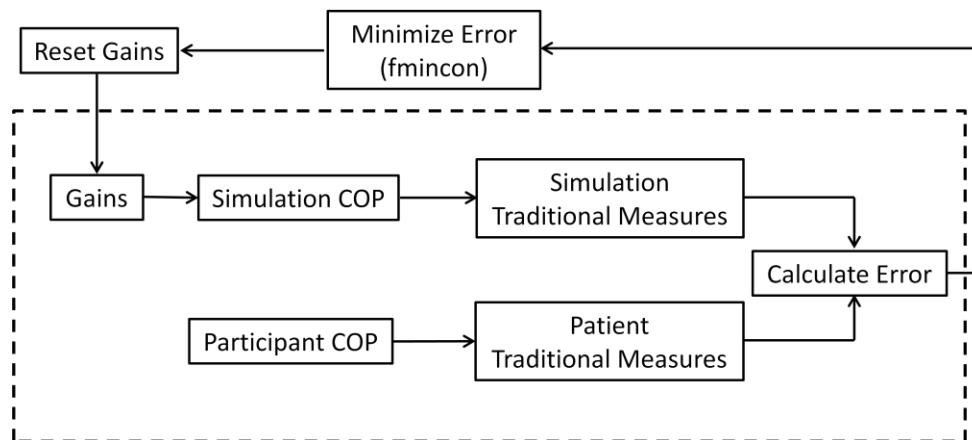 Reset Gains
Minimize Error
(fmincon)
Gains
Simulation COP
Simulation
Traditional Measures
Calculate Error
Participant COP
Patient
Traditional Measures